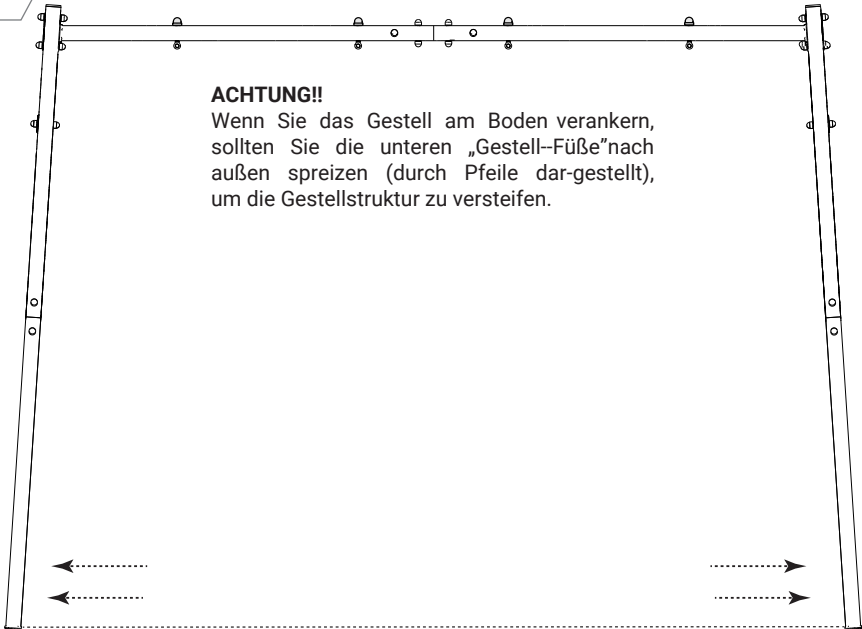 ACHTUNG!!
Wenn Sie das Gestell am Boden verankern,
sollten Sie die unteren „Gestell--Füße"nach
außen spreizen (durch Pfeile dar-gestellt),
um die Gestellstruktur zu versteifen.